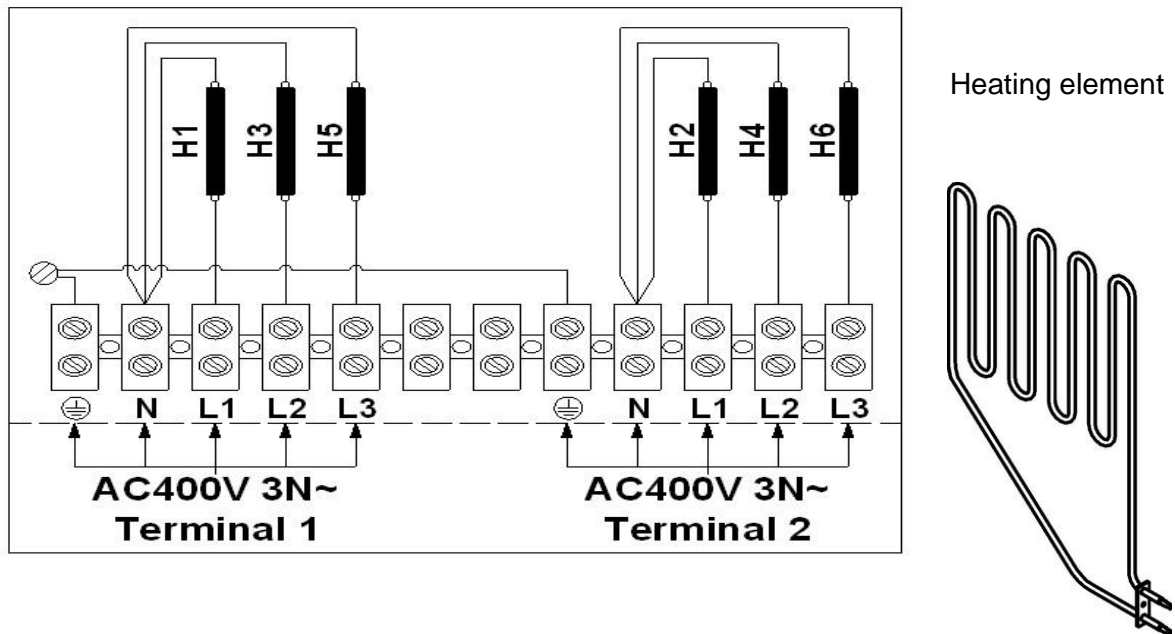 Heating element
H1 H3 H5 H2 H4 H6
N L1 L2 L3 N L1 L2 L3
AC400V 3N~ AC400V 3N~
Terminal 1 Terminal 2